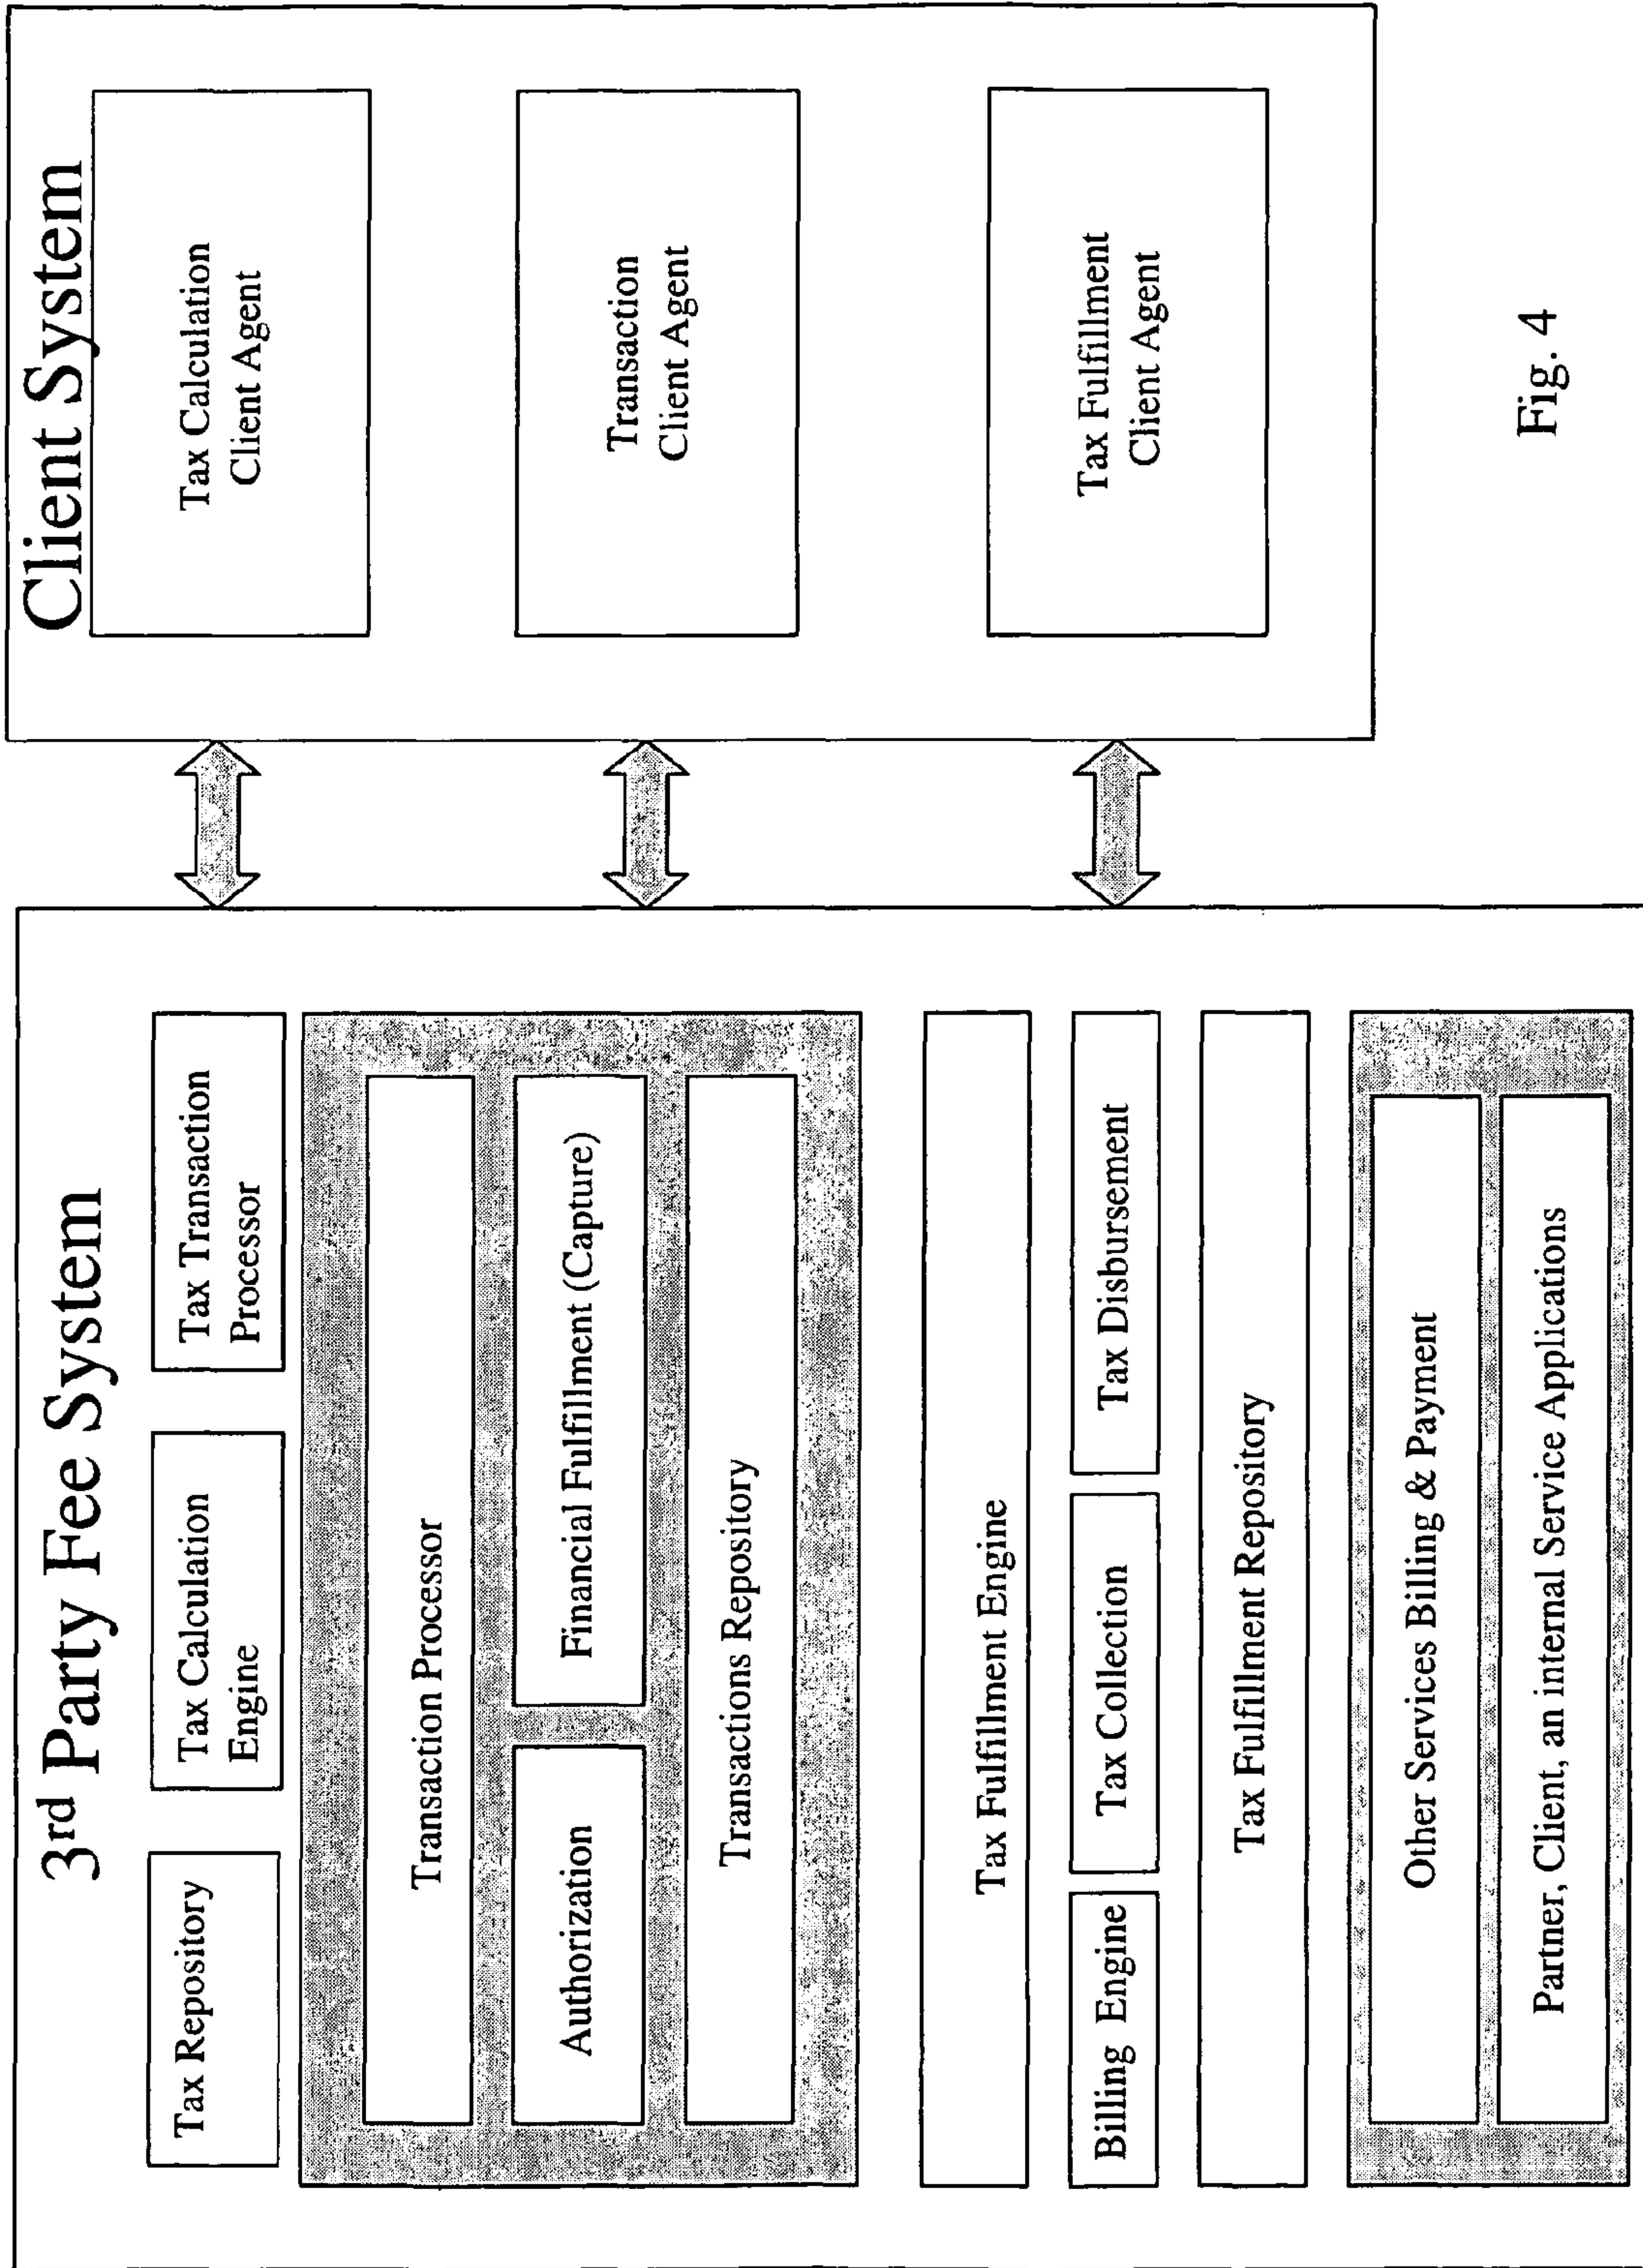 3rd Party Fee System
Tax Repository
Tax Calculation
Engine
Tax Transaction
Processor
Transaction Processor
Authorization
Financial Fulfillment (Capture)
Transactions Repository
Tax Fulfillment Engine
Billing Engine
Tax Collection
Tax Disbursement
Tax Fulfillment Repository
Other Services Billing & Payment
Partner, Client, an internal Service Applications
Client System
Tax Calculation
Client Agent
Transaction
Client Agent
Tax Fulfillment
Client Agent
Fig. 4